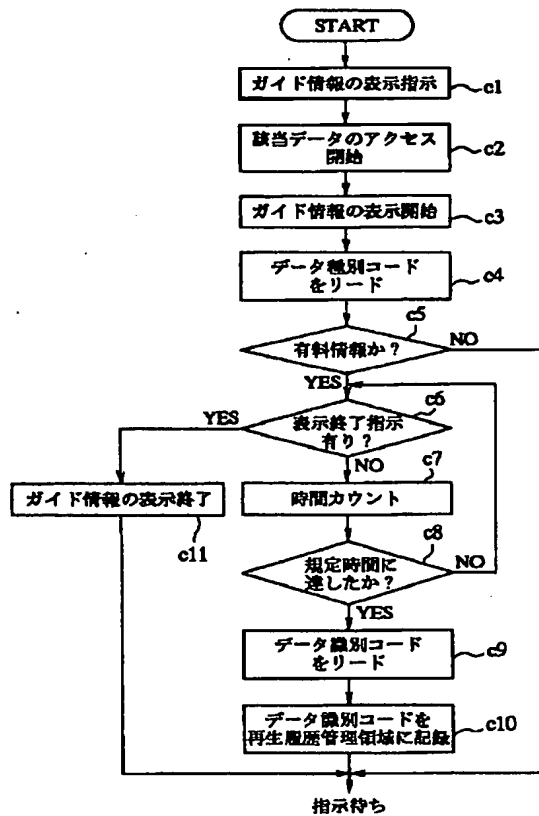 START
ガイド情報の表示指示
c1
該当データのアクセス
開始
c2
ガイド情報の表示開始
c3
データ種別コード
をリード
c4
有料情報か?
c5
NO
YES
表示終了指示
有り?
c6
YES
NO
ガイド情報の表示終了
c11
時間カウント
c7
規定時間に
達したか?
c8
NO
YES
データ識別コード
をリード
c9
データ識別コードを
再生履歴管理領域に記録
c10
指示待ち